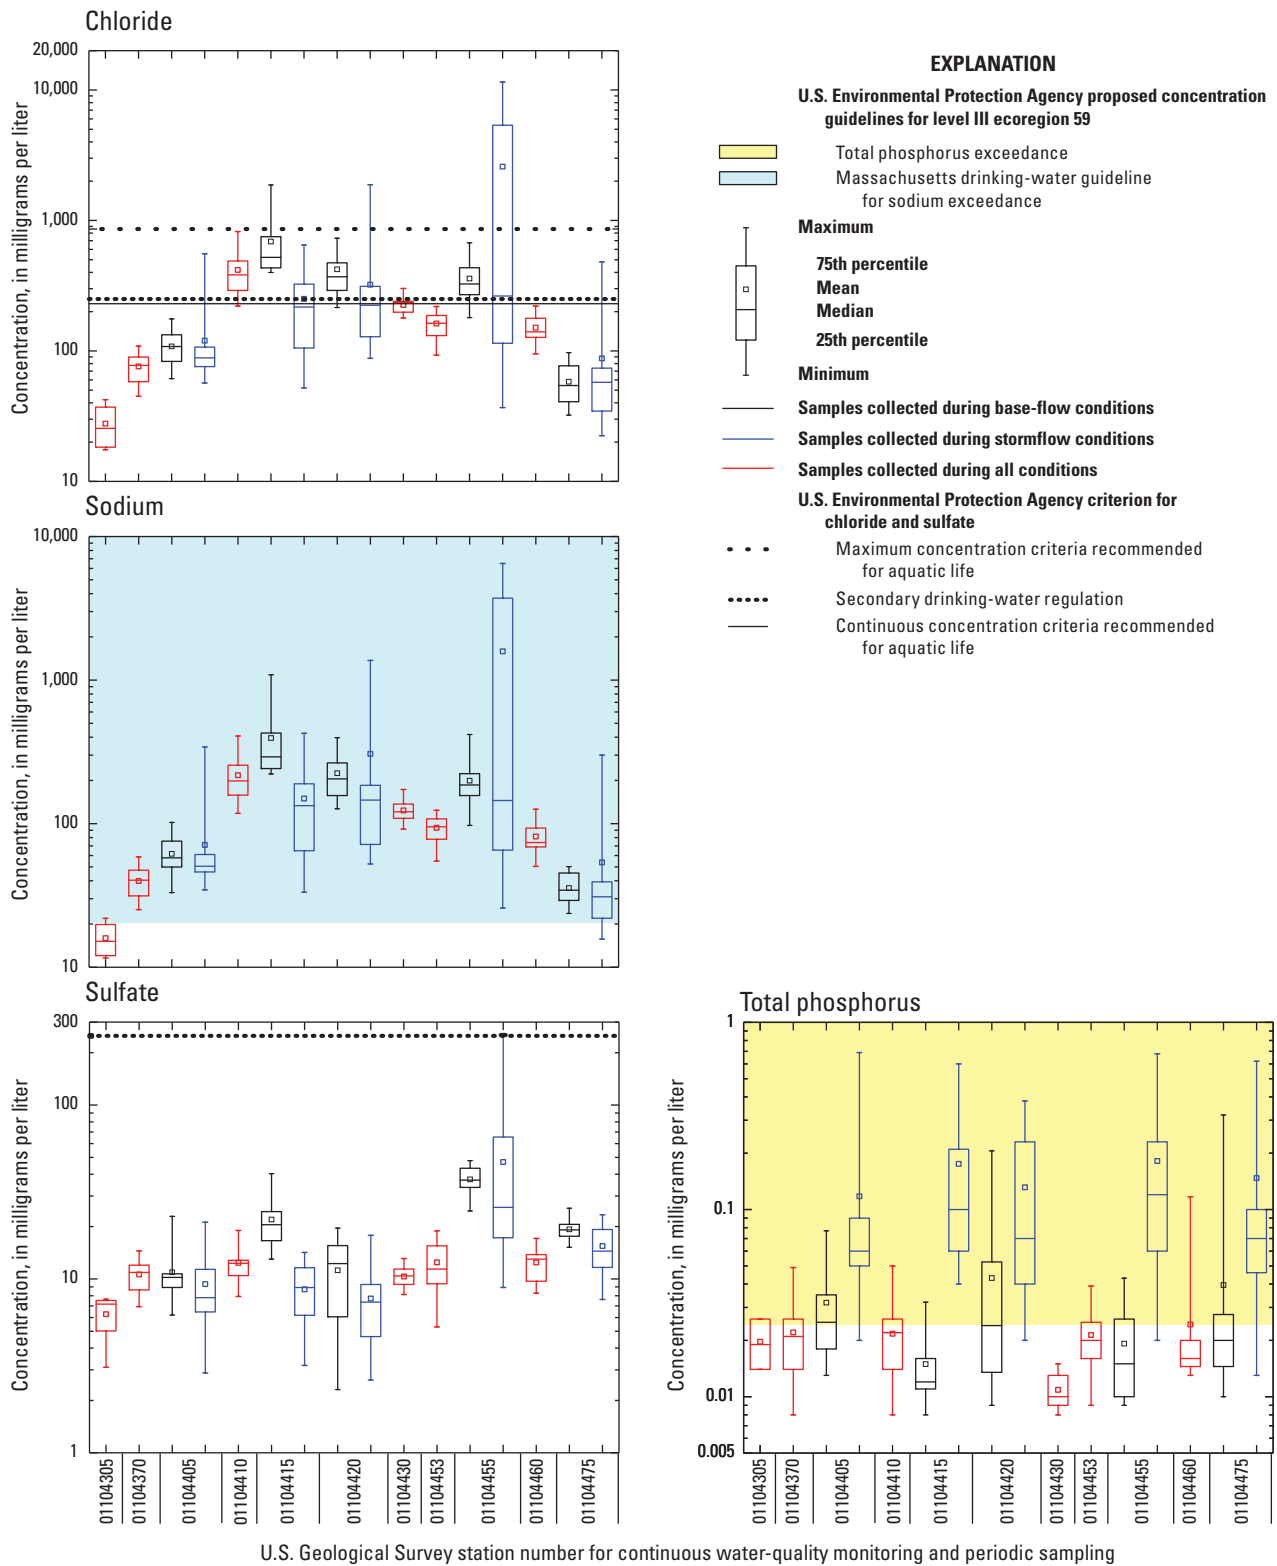 Chloride
Concentration, in milligrams per liter
20,000
10,000
1,000
100
10
EXPLANATION
U.S. Environmental Protection Agency proposed concentration
guidelines for level III ecoregion 59
Total phosphorus exceedance
Massachusetts drinking-water guideline
for sodium exceedance
Maximum
75th percentile
Mean
Median
25th percentile
Minimum
Samples collected during base-flow conditions
Samples collected during stormflow conditions
Samples collected during all conditions
U.S. Environmental Protection Agency criterion for
chloride and sulfate
Maximum concentration criteria recommended
for aquatic life
Secondary drinking-water regulation
Continuous concentration criteria recommended
for aquatic life
Sodium
Concentration, in milligrams per liter
10,000
1,000
100
10
Sulfate
Concentration, in milligrams per liter
300
100
10
1
01104305
01104370
01104405
01104410
01104415
01104420
01104430
01104453
01104455
01104460
01104475
Total phosphorus
Concentration, in milligrams per liter
1
0.1
0.01
0.005
01104305
01104370
01104405
01104410
01104415
01104420
01104430
01104453
01104455
01104460
01104475
U.S. Geological Survey station number for continuous water-quality monitoring and periodic sampling